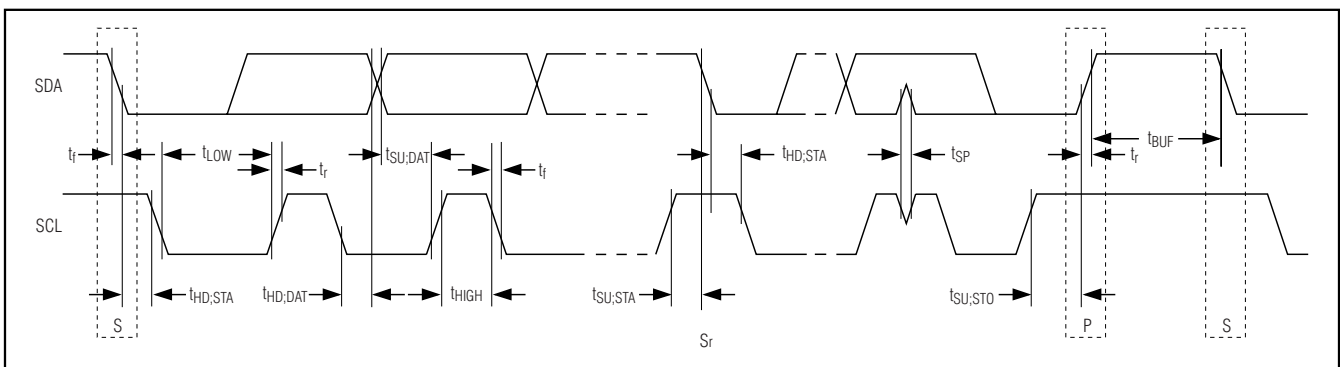 SDA
tf
tLOW
tr
tSU;DAT
tf
tHD;STA
tSP
tr
tBUF
SCL
tHD;STA
tHD;DAT
tHIGH
tSU;STA
tSU;STO
S
Sr
P
S